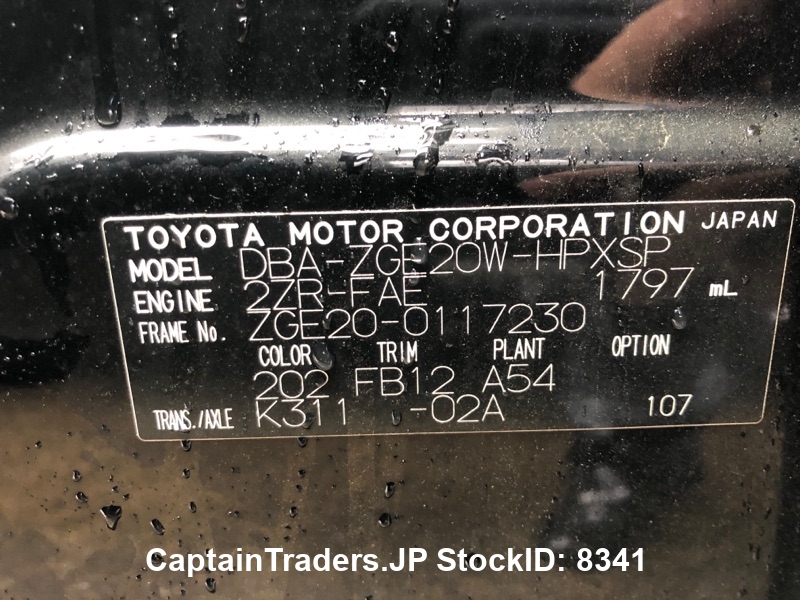 TOYOTA MOTOR CORPORATION JAPAN
MODEL DBA-ZGE20W-HPXSP
ENGINE 2ZR-FAE 1797 mL
FRAME No. ZGE20-0117230
COLOR TRIM PLANT OPTION
202 FB12 A54
TRANS./AXLE K311 -02A 107
CaptainTraders.JP StockID: 8341